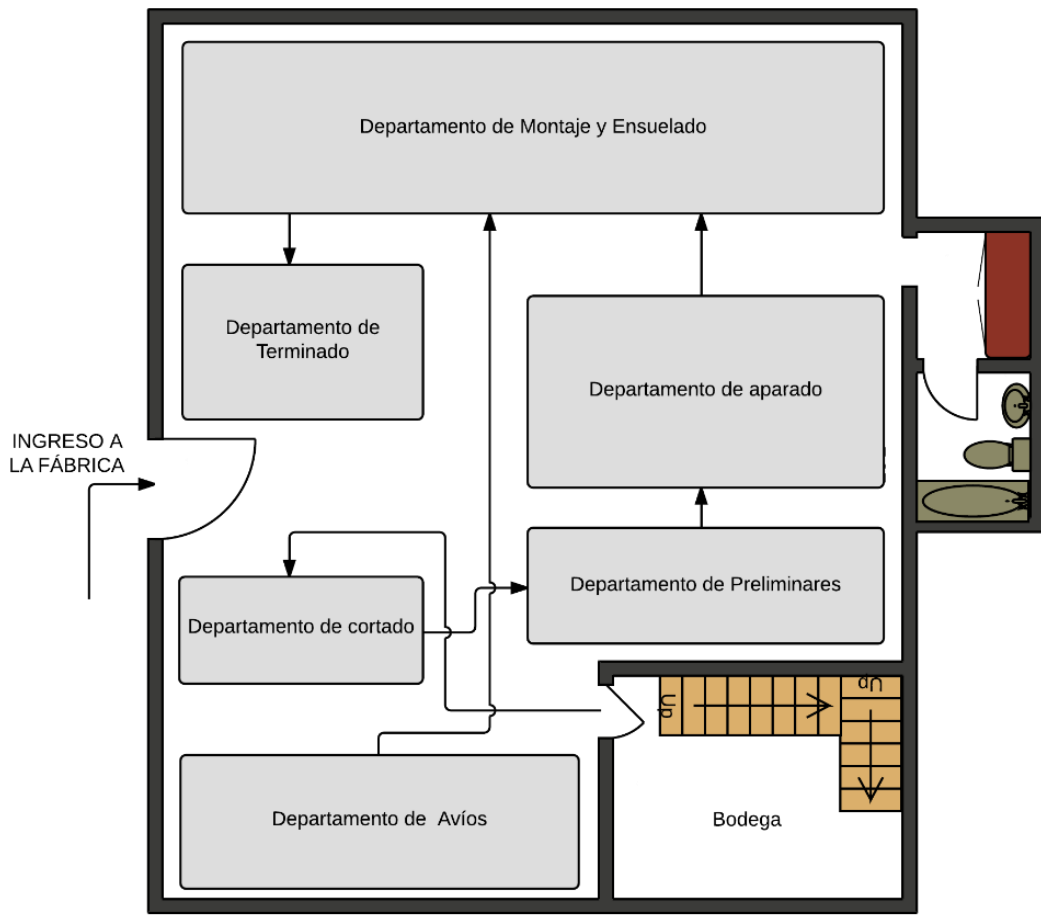 Departamento de Montaje y Ensuelado
Departamento de
Terminado
Departamento de aparado
INGRESO A
LA FÁBRICA
Departamento de Preliminares
Departamento de cortado
Up
Up
Departamento de Avíos
Bodega